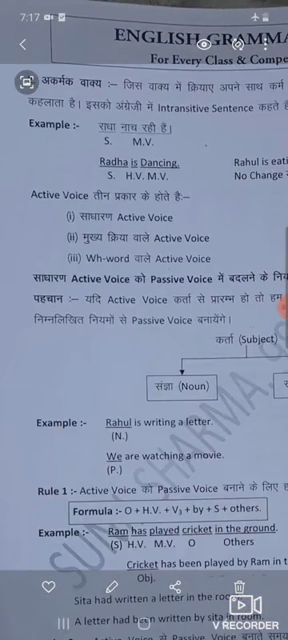 7:17
ENGLISH GRAMMA
For Every Class & Compe
अकर्मक वाक्य :– जिस वाक्य में क्रियाए अपने साथ कर्म
कहलाता है। इसको अंग्रेजी में Intransitive Sentence कहते है
Example :- राधा नाच रही है।
S. M.V.
Radha is Dancing. Rahul is eati
S. H.V. M.V. No Change
Active Voice तीन प्रकार के होते है:–
(i) साधारण Active Voice
(ii) मुख्य क्रिया वाले Active Voice
(iii) Wh-word वाले Active Voice
साधारण Active Voice को Passive Voice में बदलने के निय
पहचान :– यदि Active Voice कर्ता से प्रारम्भ हो तो हम
निम्नलिखित नियमों से Passive Voice बनायेंगे।
कर्ता (Subject)
संज्ञा (Noun)
Example :- Rahul is writing a letter.
(N.)
We are watching a movie.
(P.)
Rule 1 :- Active Voice को Passive Voice बनाने के लिए ह
Formula :- O + H.V. + V₃ + by + S + others.
Example :- Ram has played cricket in the ground.
(S) H.V. M.V. O Others
Cricket has been played by Ram in t
Obj.
Sita had written a letter in the roo
A letter had been written by sita in room.
SHARMA
V RECORDER